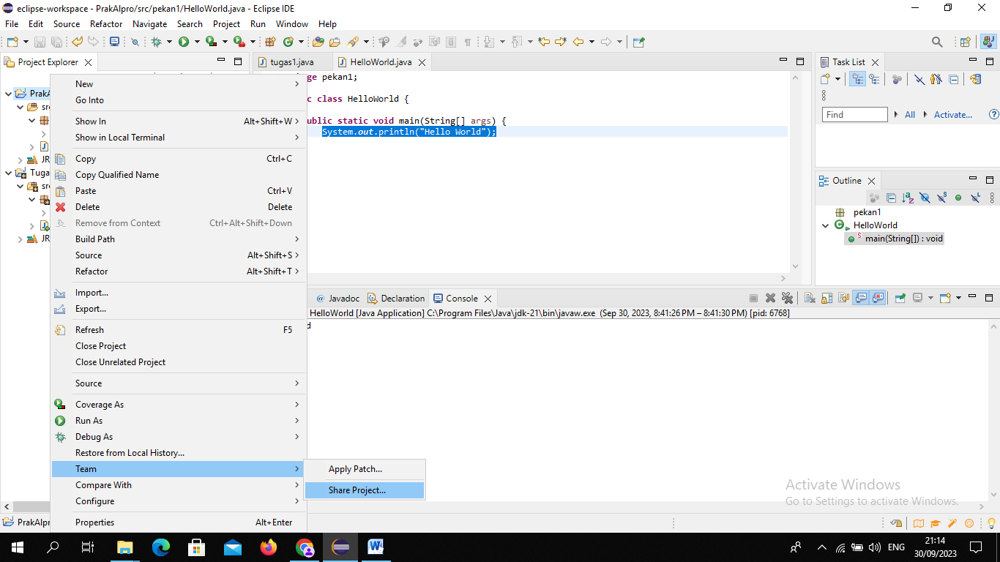 eclipse-workspace - PrakAlpro/src/pekan1/HelloWorld.java - Eclipse IDE
File Edit Source Refactor Navigate Search Project Run Window Help
Project Explorer
tugas1.java
HelloWorld.java
Task List
Find
All
Activate...
New
Go Into
Show In Alt+Shift+W
Show in Local Terminal
Copy Ctrl+C
Copy Qualified Name
Paste Ctrl+V
Delete Delete
Remove from Context Ctrl+Alt+Shift+Down
Build Path
Source Alt+Shift+S
Refactor Alt+Shift+T
Import...
Export...
Refresh F5
Close Project
Close Unrelated Project
Source
Coverage As
Run As
Debug As
Restore from Local History...
Team
Compare With
Configure
Properties Alt+Enter
Apply Patch...
Share Project...
PrakA
src
JR
Tuga
src
JR
ge pekan1;
c class HelloWorld {
ublic static void main(String[] args) {
System.out.println("Hello World");
Outline
pekan1
HelloWorld
main(String[]) : void
Javadoc
Declaration
Console
HelloWorld [Java Application] C:\Program Files\Java\jdk-21\bin\javaw.exe (Sep 30, 2023, 8:41:26 PM – 8:41:30 PM) [pid: 6768]
d
Activate Windows
Go to Settings to activate Windows.
PrakAlpr
ENG
21:14
30/09/2023